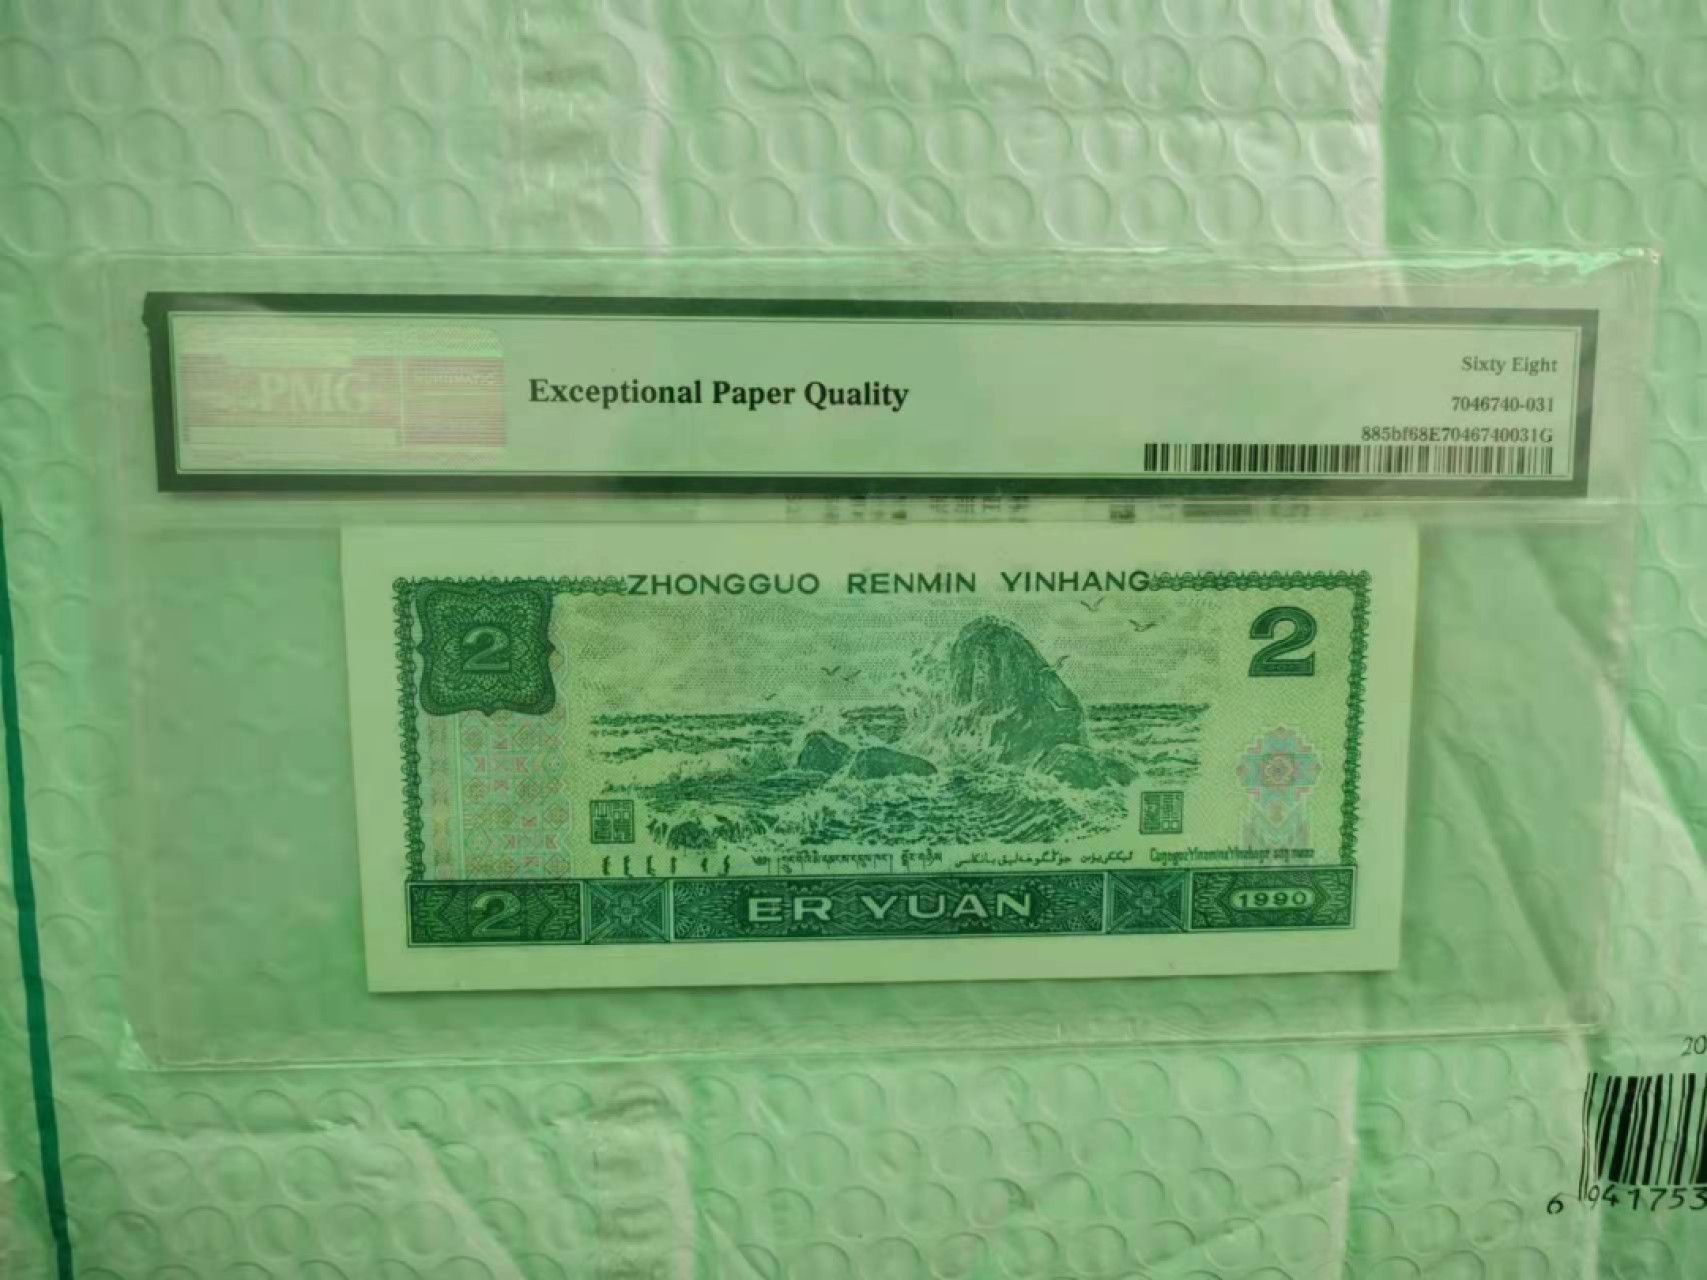 PMG
NUMISMATIC
Exceptional Paper Quality
Sixty Eight
7046740-031
885bf68E7046740031G
ZHONGGUO RENMIN YINHANG
2
2
2
ER YUAN
1990
20
6 941753